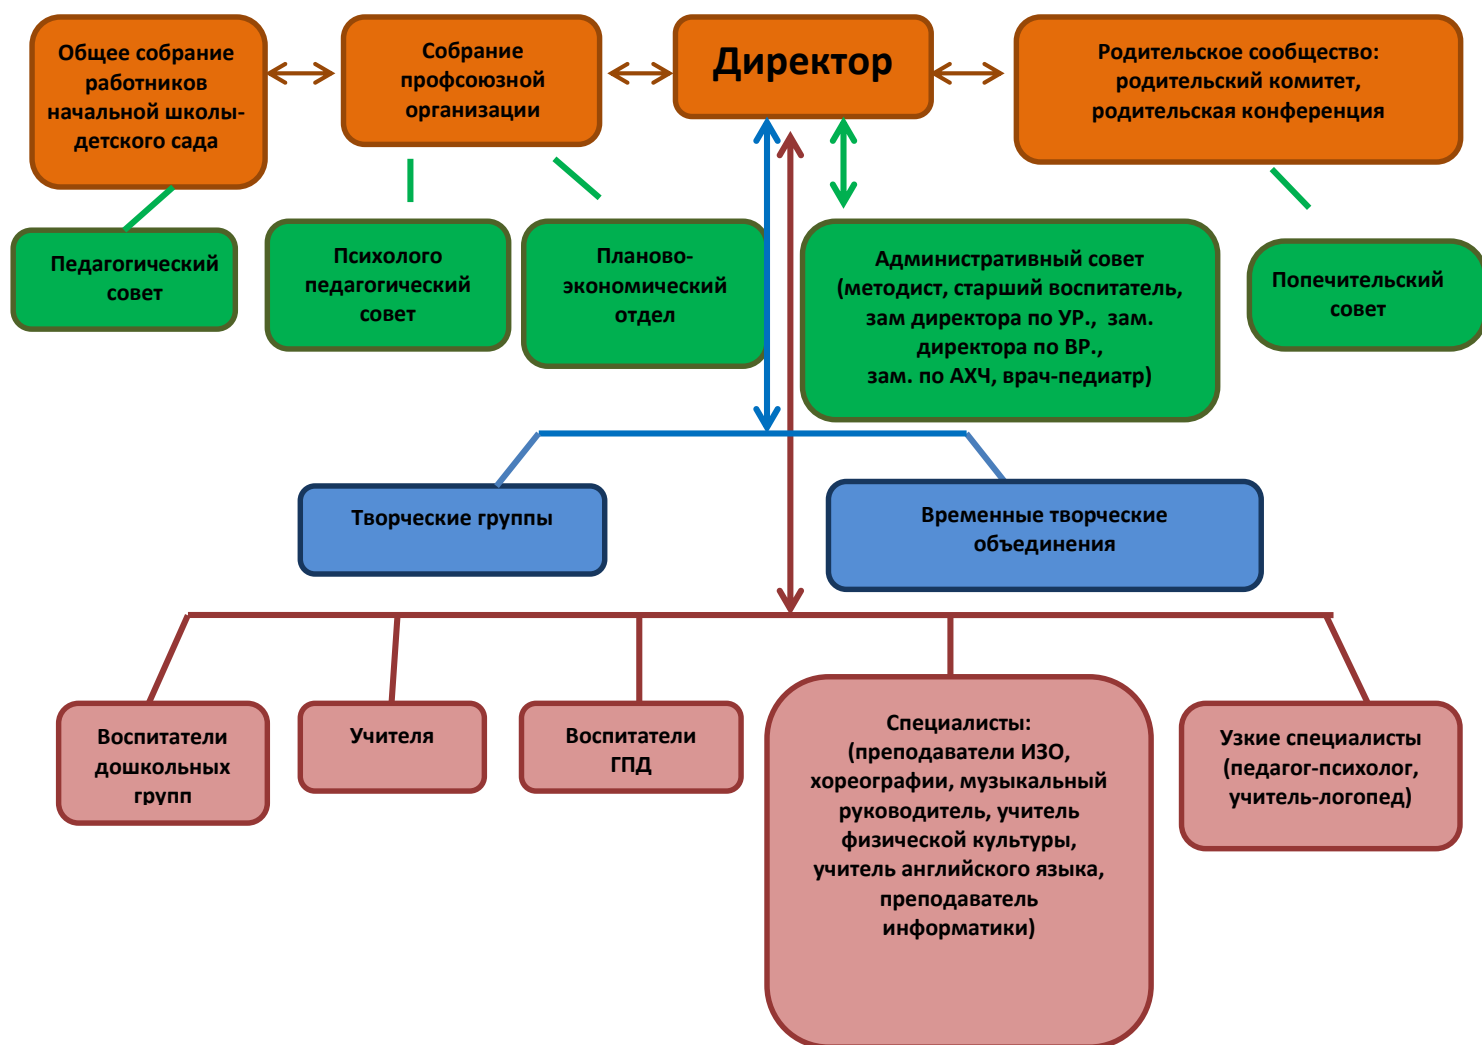 Общее собрание
работников
начальной школы-
детского сада
Собрание
профсоюзной
организации
Директор
Родительское сообщество:
родительский комитет,
родительская конференция
Педагогический
совет
Психолого
педагогический
совет
Планово-
экономический
отдел
Административный совет
(методист, старший воспитатель,
зам директора по УР., зам.
директора по ВР.,
зам. по АХЧ, врач-педиатр)
Попечительский
совет
Творческие группы
Временные творческие
объединения
Воспитатели
дошкольных
групп
Учителя
Воспитатели
ГПД
Специалисты:
(преподаватели ИЗО,
хореографии, музыкальный
руководитель, учитель
физической культуры,
учитель английского языка,
преподаватель
информатики)
Узкие специалисты
(педагог-психолог,
учитель-логопед)